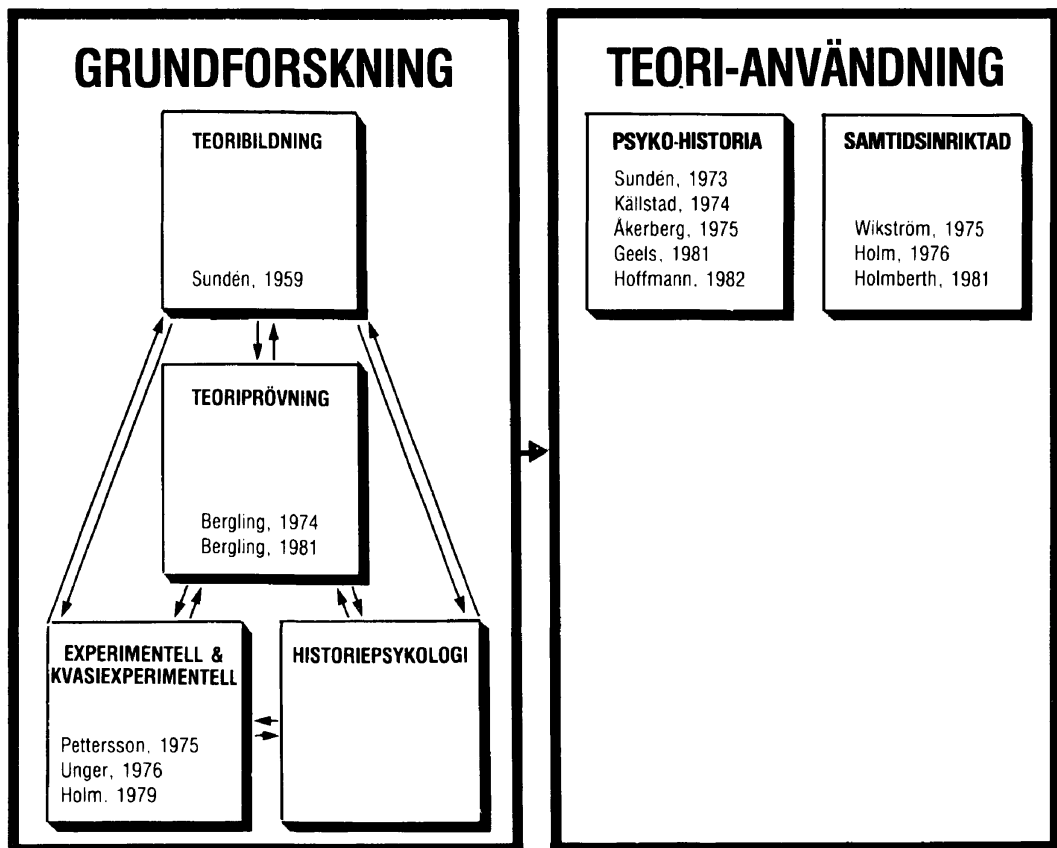 GRUNDFORSKNING
TEORIBILDNING
Sundén, 1959
TEORIPRÖVNING
Bergling, 1974
Bergling, 1981
EXPERIMENTELL &
KVASIEXPERIMENTELL
Pettersson, 1975
Unger, 1976
Holm. 1979
HISTORIEPSYKOLOGI
TEORI-ANVÄNDNING
PSYKO-HISTORIA
Sundén, 1973
Källstad, 1974
Åkerberg, 1975
Geels, 1981
Hoffmann, 1982
SAMTIDSINRIKTAD
Wikström, 1975
Holm, 1976
Holmberth, 1981